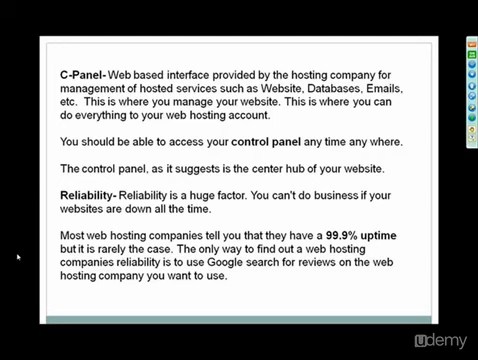 C-Panel- Web based interface provided by the hosting company for
management of hosted services such as Website, Databases, Emails,
etc. This is where you manage your website. This is where you can
do everything to your web hosting account.
You should be able to access your control panel any time any where.
The control panel, as it suggests is the center hub of your website.
Reliability- Reliability is a huge factor. You can't do business if your
websites are down all the time.
Most web hosting companies tell you that they have a 99.9% uptime
but it is rarely the case. The only way to find out a web hosting
companies reliability is to use Google search for reviews on the web
hosting company you want to use.
udemy